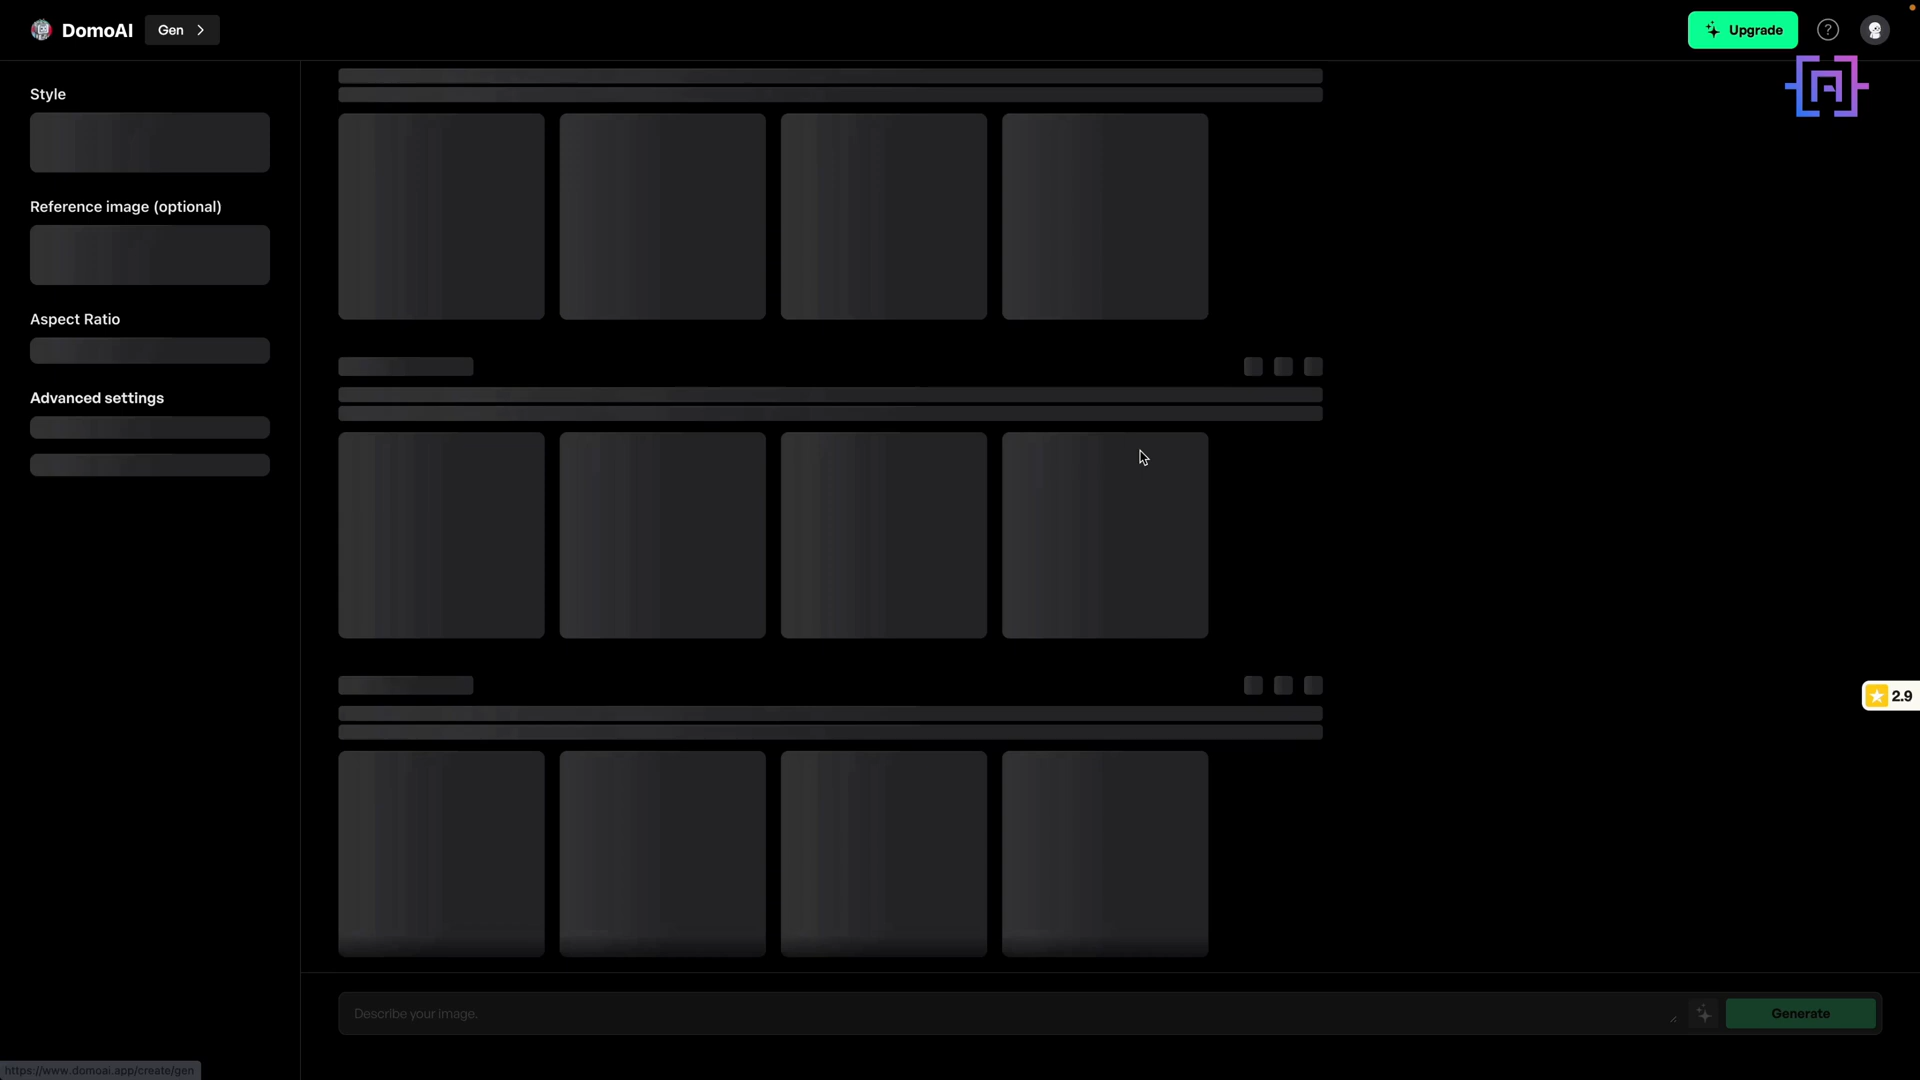 DomoAI
Gen
Upgrade
Style
Reference image (optional)
Aspect Ratio
Advanced settings
2.9
Describe your image.
Generate
https://www.domoai.app/create/gen